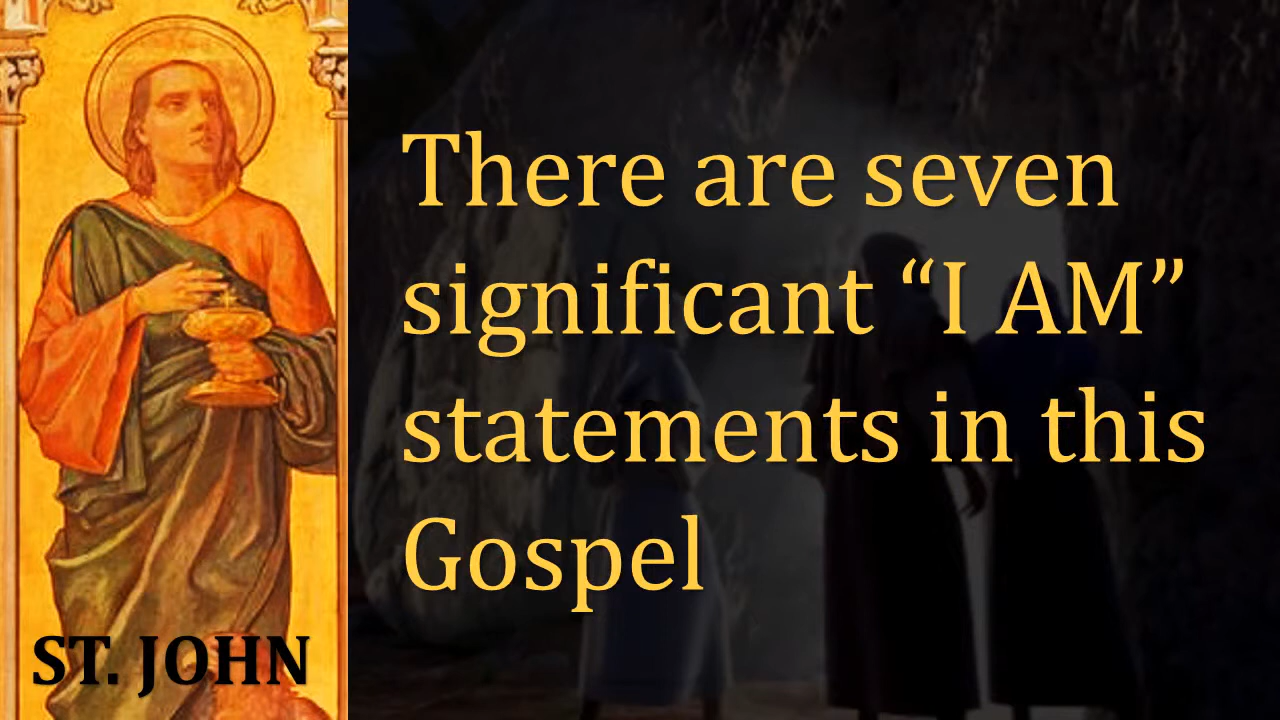 There are seven
significant “I AM”
statements in this
Gospel
ST. JOHN